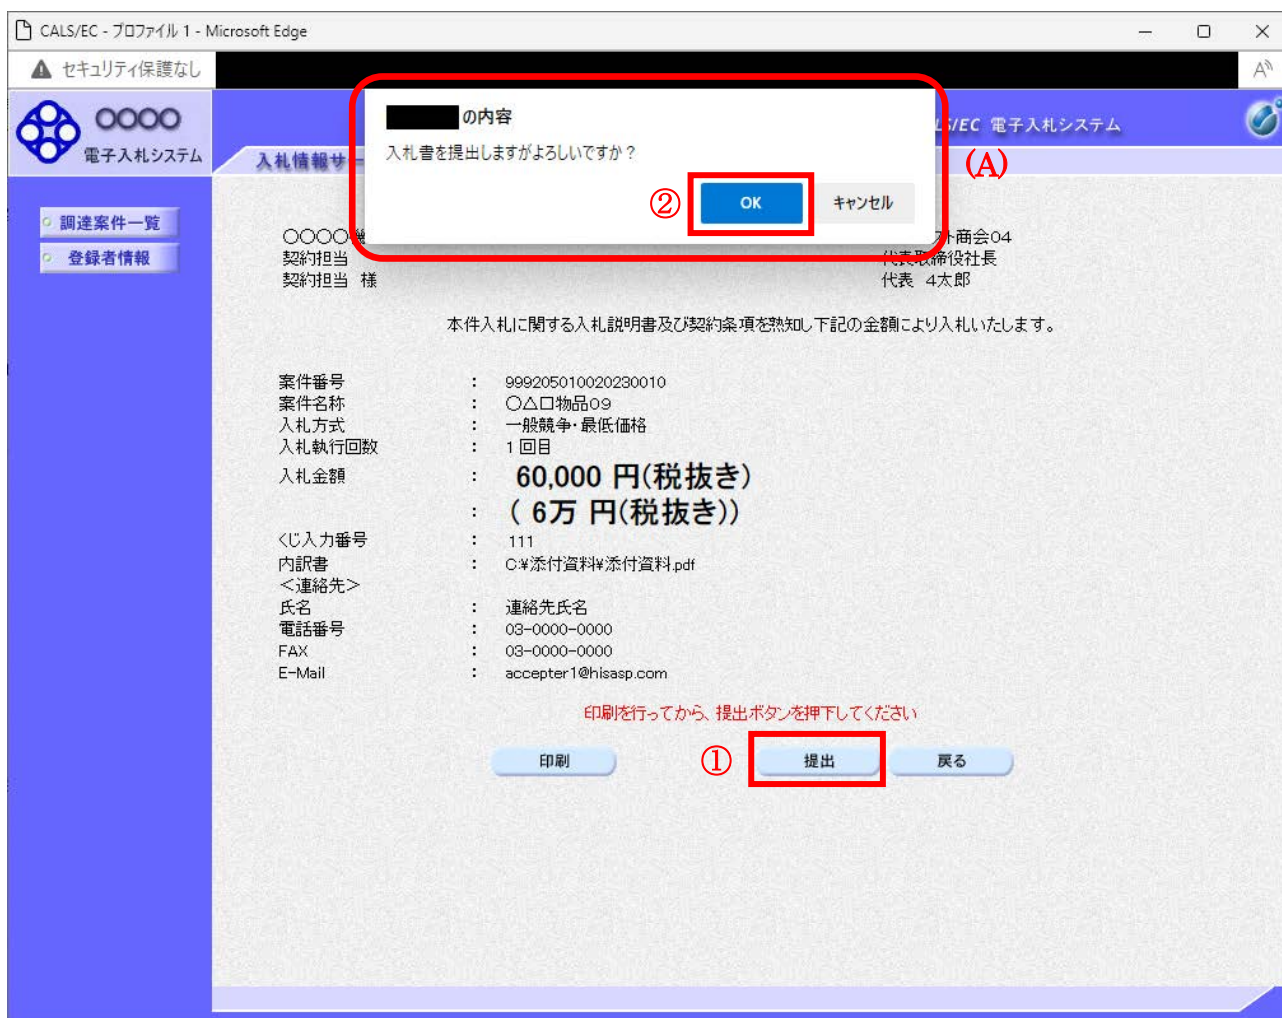 CALS/EC - プロファイル 1 - Microsoft Edge
セキュリティ保護なし
〇〇〇〇
電子入札システム
の内容
入札書を提出しますがよろしいですか？
② OK キャンセル
/EC 電子入札システム
(A)
入札情報サー
調達案件一覧
登録者情報
〇〇〇〇
契約担当
契約担当 様
ト商会04
代表取締役社長
代表 4太郎
本件入札に関する入札説明書及び契約条項を熟知し下記の金額により入札いたします。
案件番号 ： 999205010020230010
案件名称 ： 〇△口物品09
入札方式 ： 一般競争・最低価格
入札執行回数 ： 1回目
入札金額 ： 60,000 円(税抜き)
： ( 6万 円(税抜き))
くじ入力番号 ： 111
内訳書 ： C:¥添付資料¥添付資料.pdf
＜連絡先＞
氏名 ： 連絡先氏名
電話番号 ： 03-0000-0000
FAX ： 03-0000-0000
E-Mail ： accepter1@hisasp.com
印刷を行ってから、提出ボタンを押下してください
印刷 ① 提出 戻る